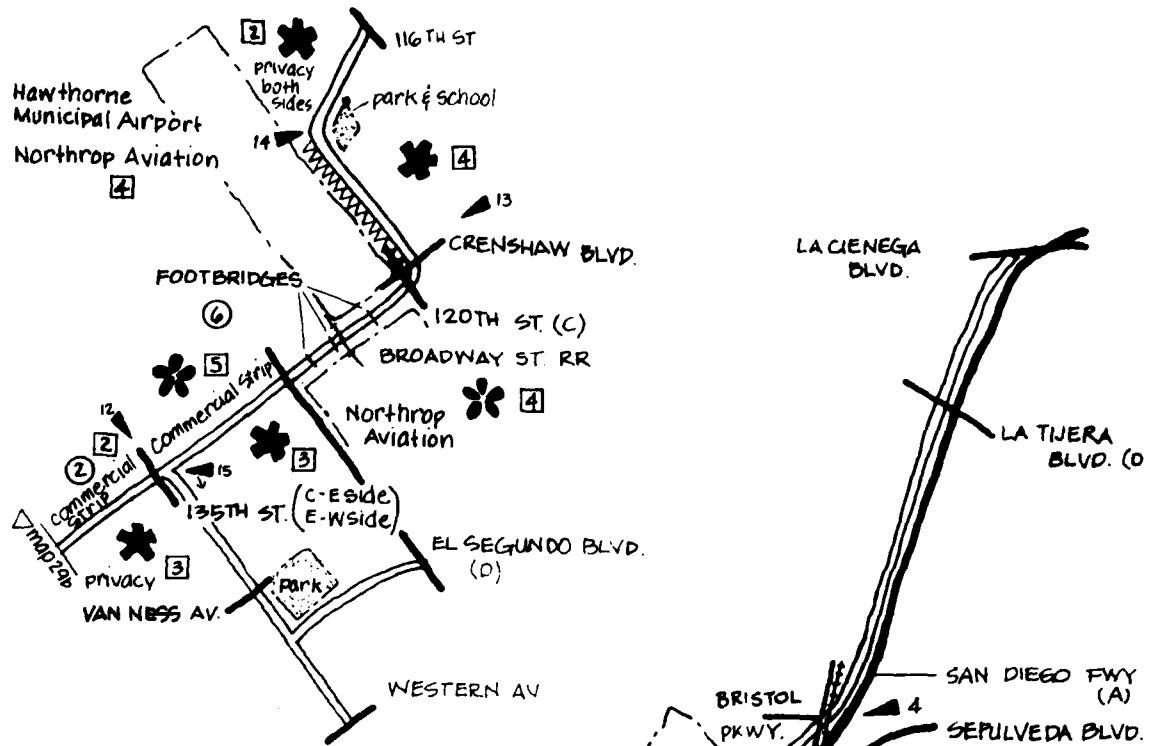 2
116TH ST
privacy
both
sides
park & school
Hawthorne
Municipal Airport
14
Northrop Aviation
4
4
13
CRENSHAW BLVD.
LA CIENEGA
BLVD.
FOOTBRIDGES
6
120TH ST. (C)
BROADWAY ST. RR
5
commercial strip
4
Northrop
Aviation
12
LA TIJERA
BLVD. (D
2
2
3
15
commercial
strip
135TH ST. (C-E side
E-W side)
map 29b
privacy
3
EL SEGUNDO BLVD.
(D)
park
VAN NESS AV.
WESTERN AV
SAN DIEGO FWY
(A)
BRISTOL
PKWY.
4
SEPULVEDA BLVD.